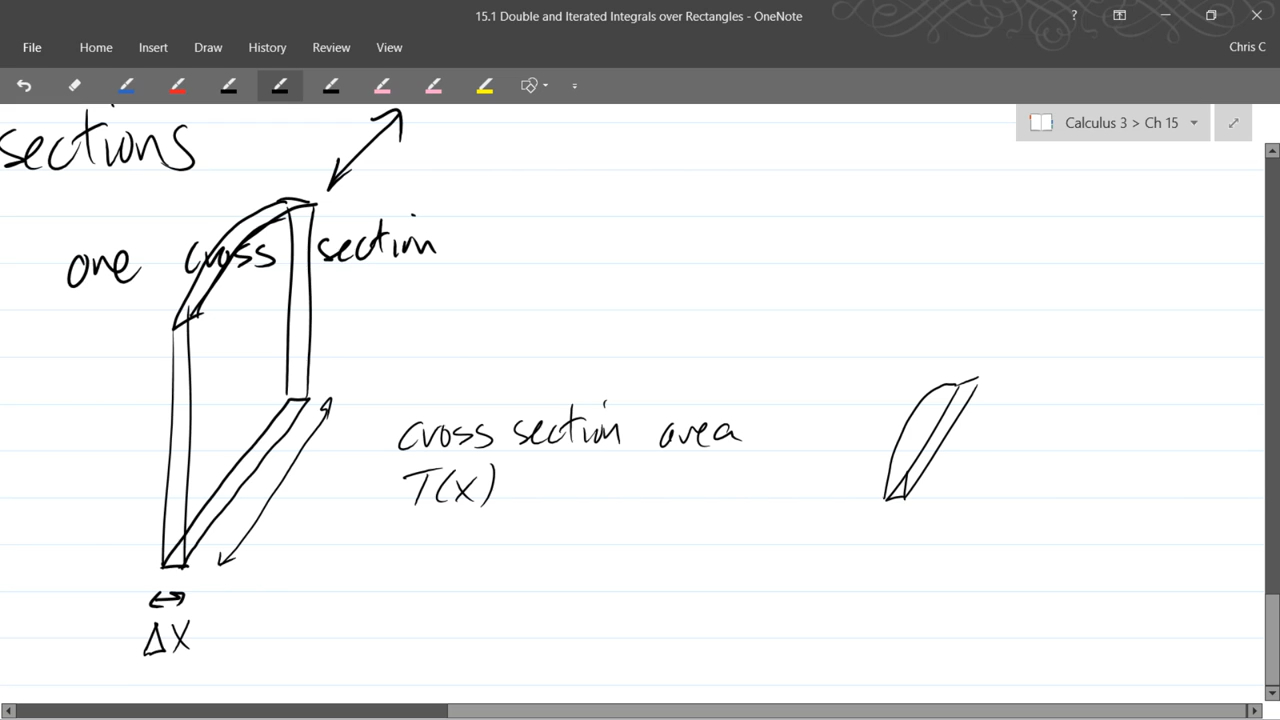 15.1 Double and Iterated Integrals over Rectangles - OneNote
?
File Home Insert Draw History Review View
Chris C
Calculus 3 > Ch 15
sections
one cross section
cross section area
T(x)
Δx